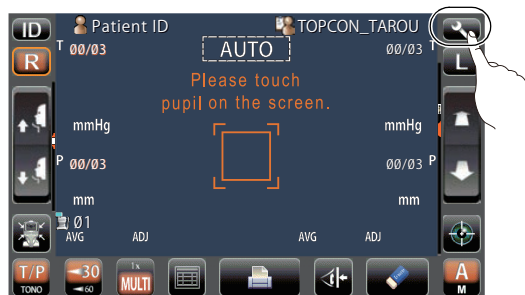 ID
Patient ID
TOPCON_TAROU
R
T 00/03
AUTO
00/03 T
L
Please touch
pupil on the screen.
mmHg
mmHg
P 00/03
00/03 P
mm
mm
01
AVG ADJ AVG ADJ
T/P
TONO
30
60
1x
MULTI
A
M